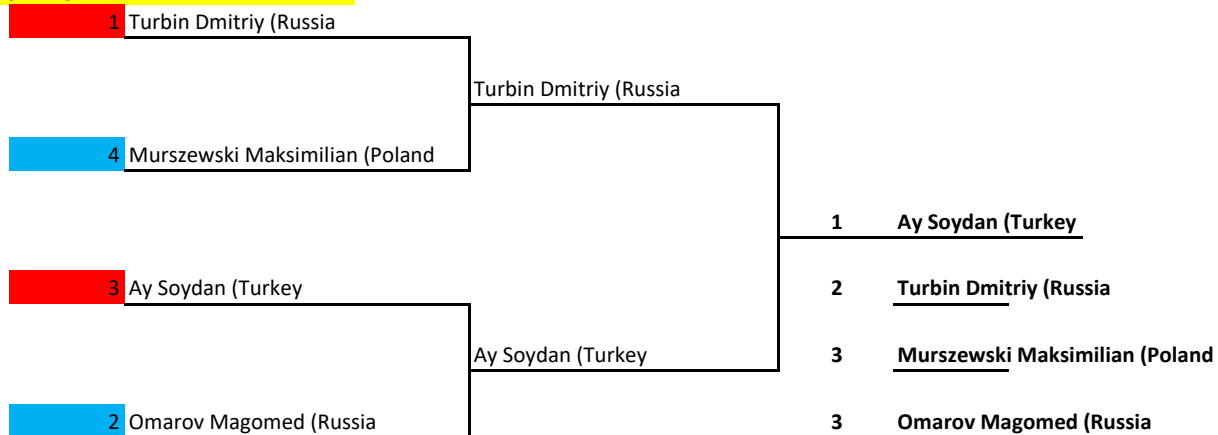 1 Turbin Dmitriy (Russia
Turbin Dmitriy (Russia
4 Murszewski Maksimilian (Poland
1 Ay Soydan (Turkey
3 Ay Soydan (Turkey
2 Turbin Dmitriy (Russia
Ay Soydan (Turkey
3 Murszewski Maksimilian (Poland
2 Omarov Magomed (Russia
3 Omarov Magomed (Russia